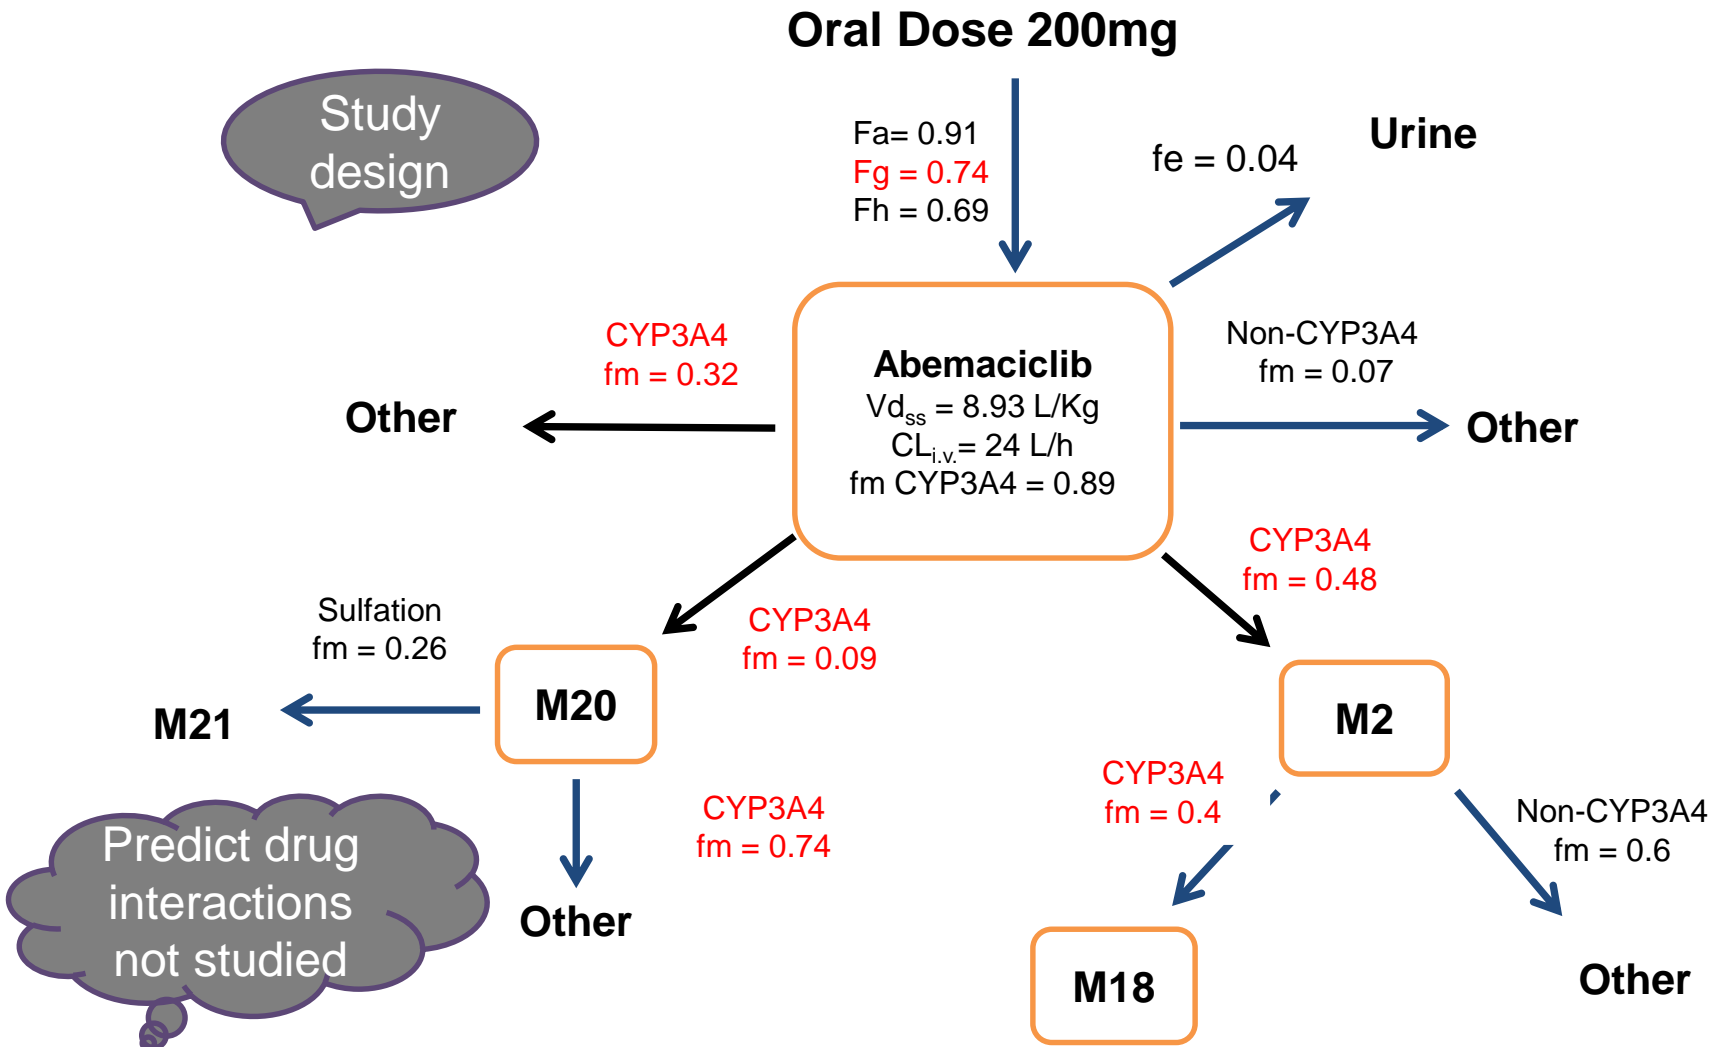 Oral Dose 200mg
Study
design
Fa= 0.91
Fg = 0.74
Fh = 0.69
fe = 0.04
Urine
CYP3A4
fm = 0.32
Other
Abemaciclib
Vdss = 8.93 L/Kg
CLi.v.= 24 L/h
fm CYP3A4 = 0.89
Non-CYP3A4
fm = 0.07
Other
CYP3A4
fm = 0.48
CYP3A4
fm = 0.09
Sulfation
fm = 0.26
M21
M20
M2
CYP3A4
fm = 0.74
Other
CYP3A4
fm = 0.4
Non-CYP3A4
fm = 0.6
M18
Other
Predict drug
interactions
not studied